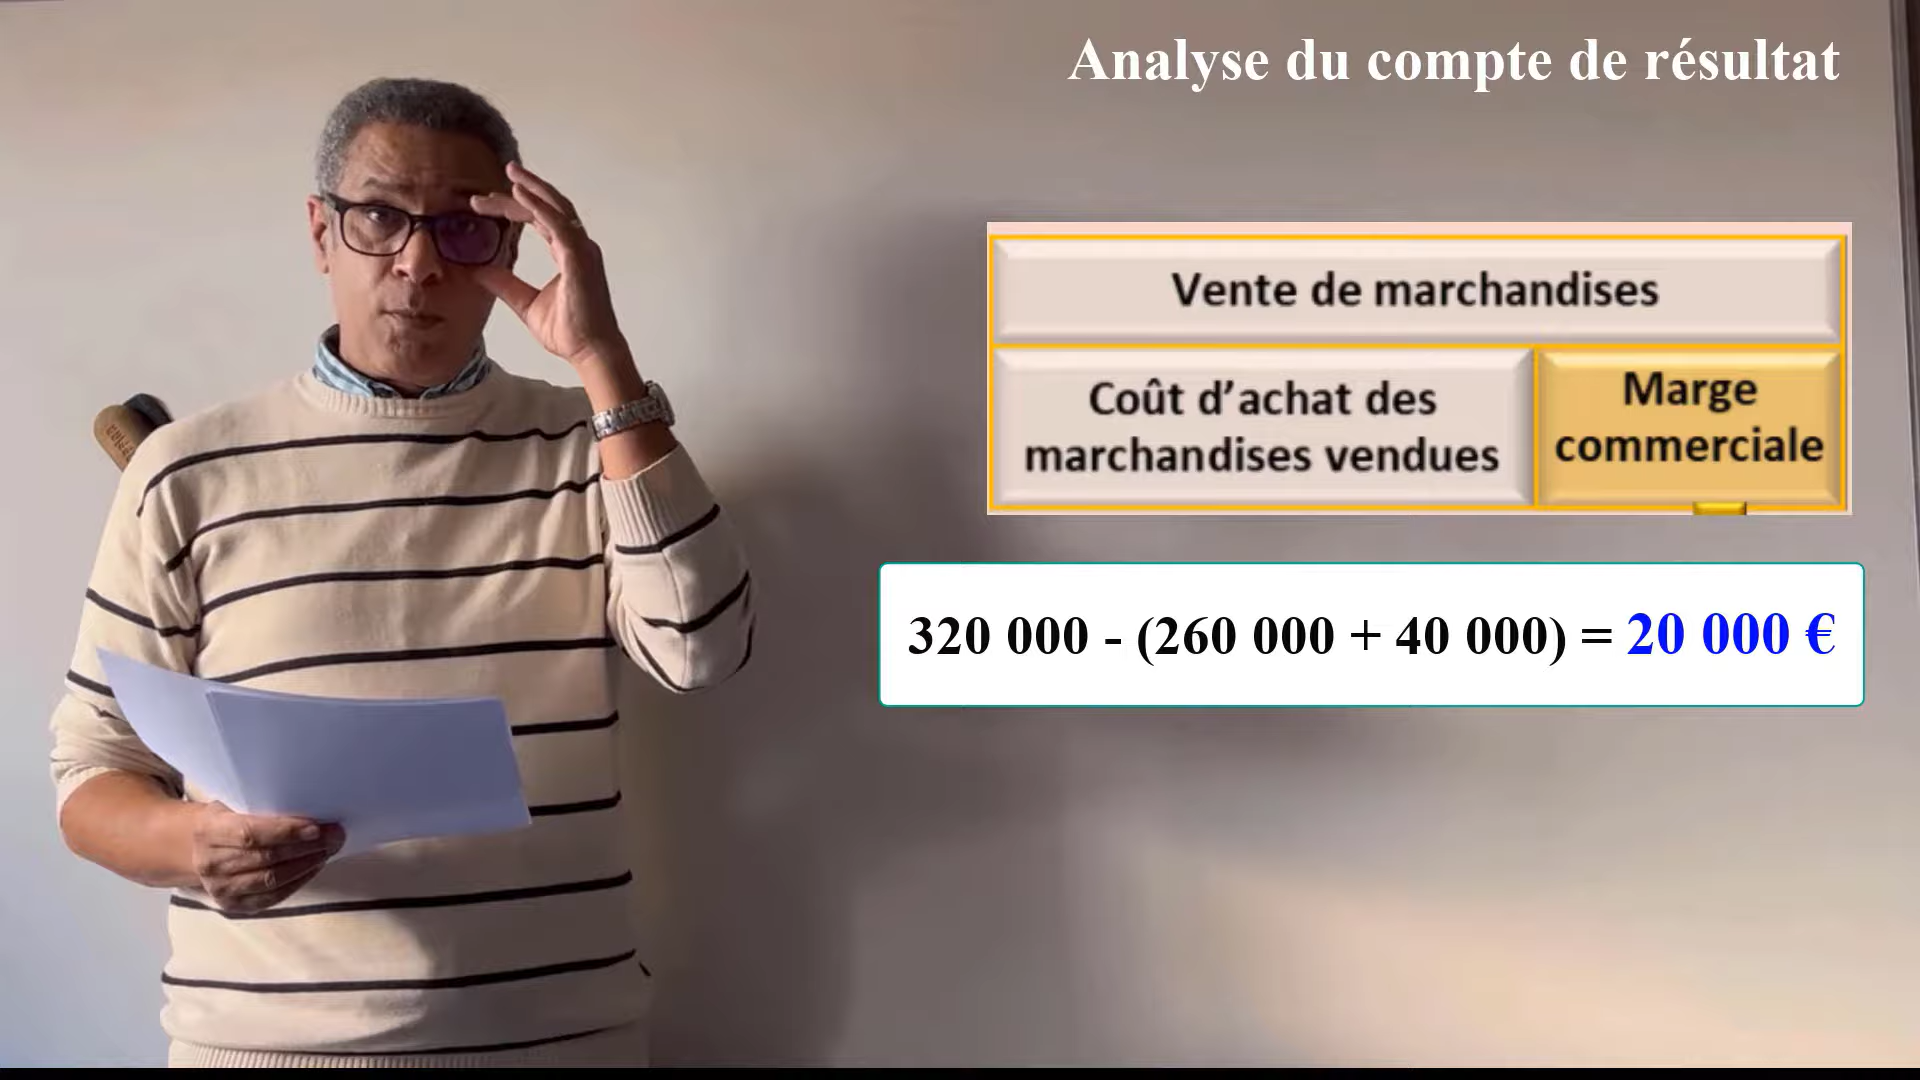 Analyse du compte de résultat
Vente de marchandises
Coût d’achat des
marchandises vendues
Marge
commerciale
320 000 - (260 000 + 40 000) = 20 000 €